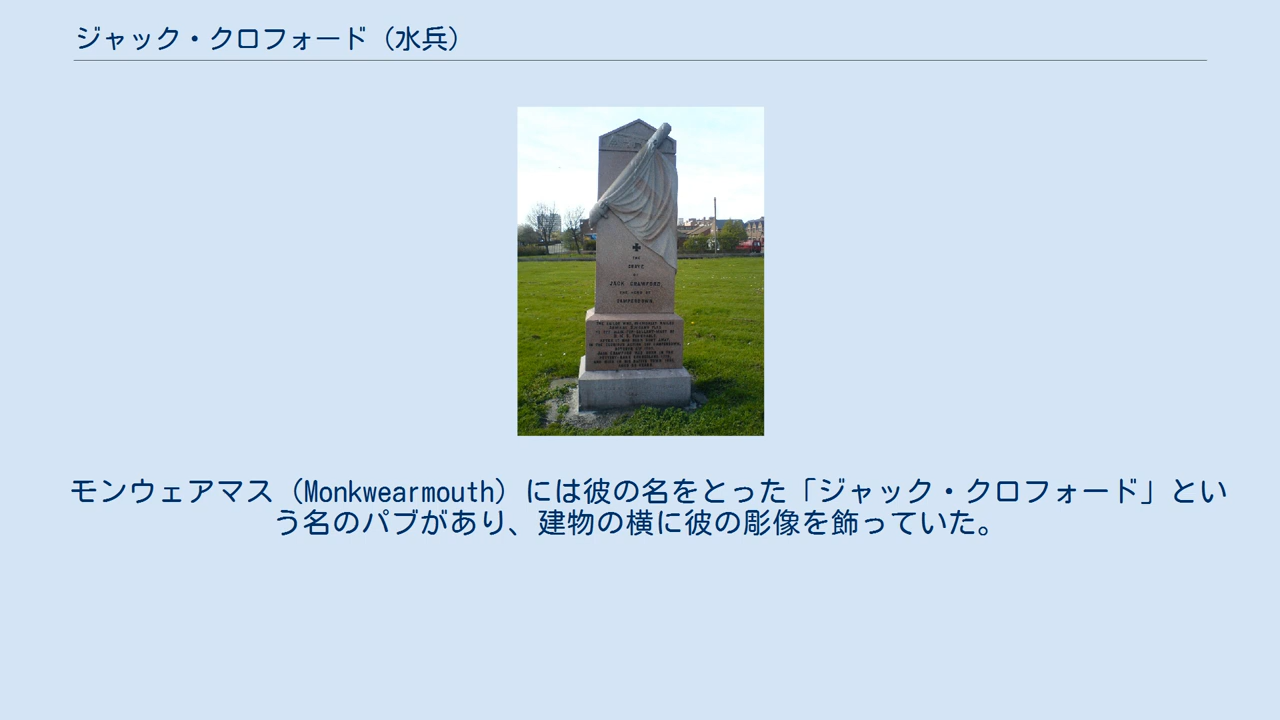 ジャック・クロフォード（水兵）
THE
GRAVE
OF
JACK CRAWFORD,
THE HERO OF
CAMPERDOWN.
モンウェアマス（Monkwearmouth）には彼の名をとった「ジャック・クロフォード」とい
う名のパブがあり、建物の横に彼の彫像を飾っていた。